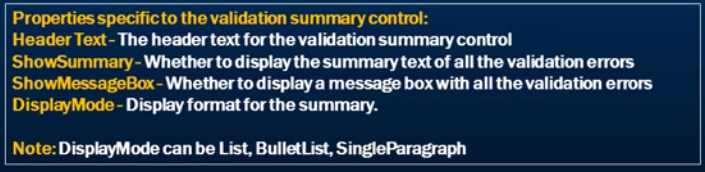 Properties specific to the validation summary control:
Header Text - The header text for the validation summary control
ShowSummary - Whether to display the summary text of all the validation errors
ShowMessageBox - Whether to display a message box with all the validation errors
DisplayMode - Display format for the summary.
Note: DisplayMode can be List, BulletList, SingleParagraph